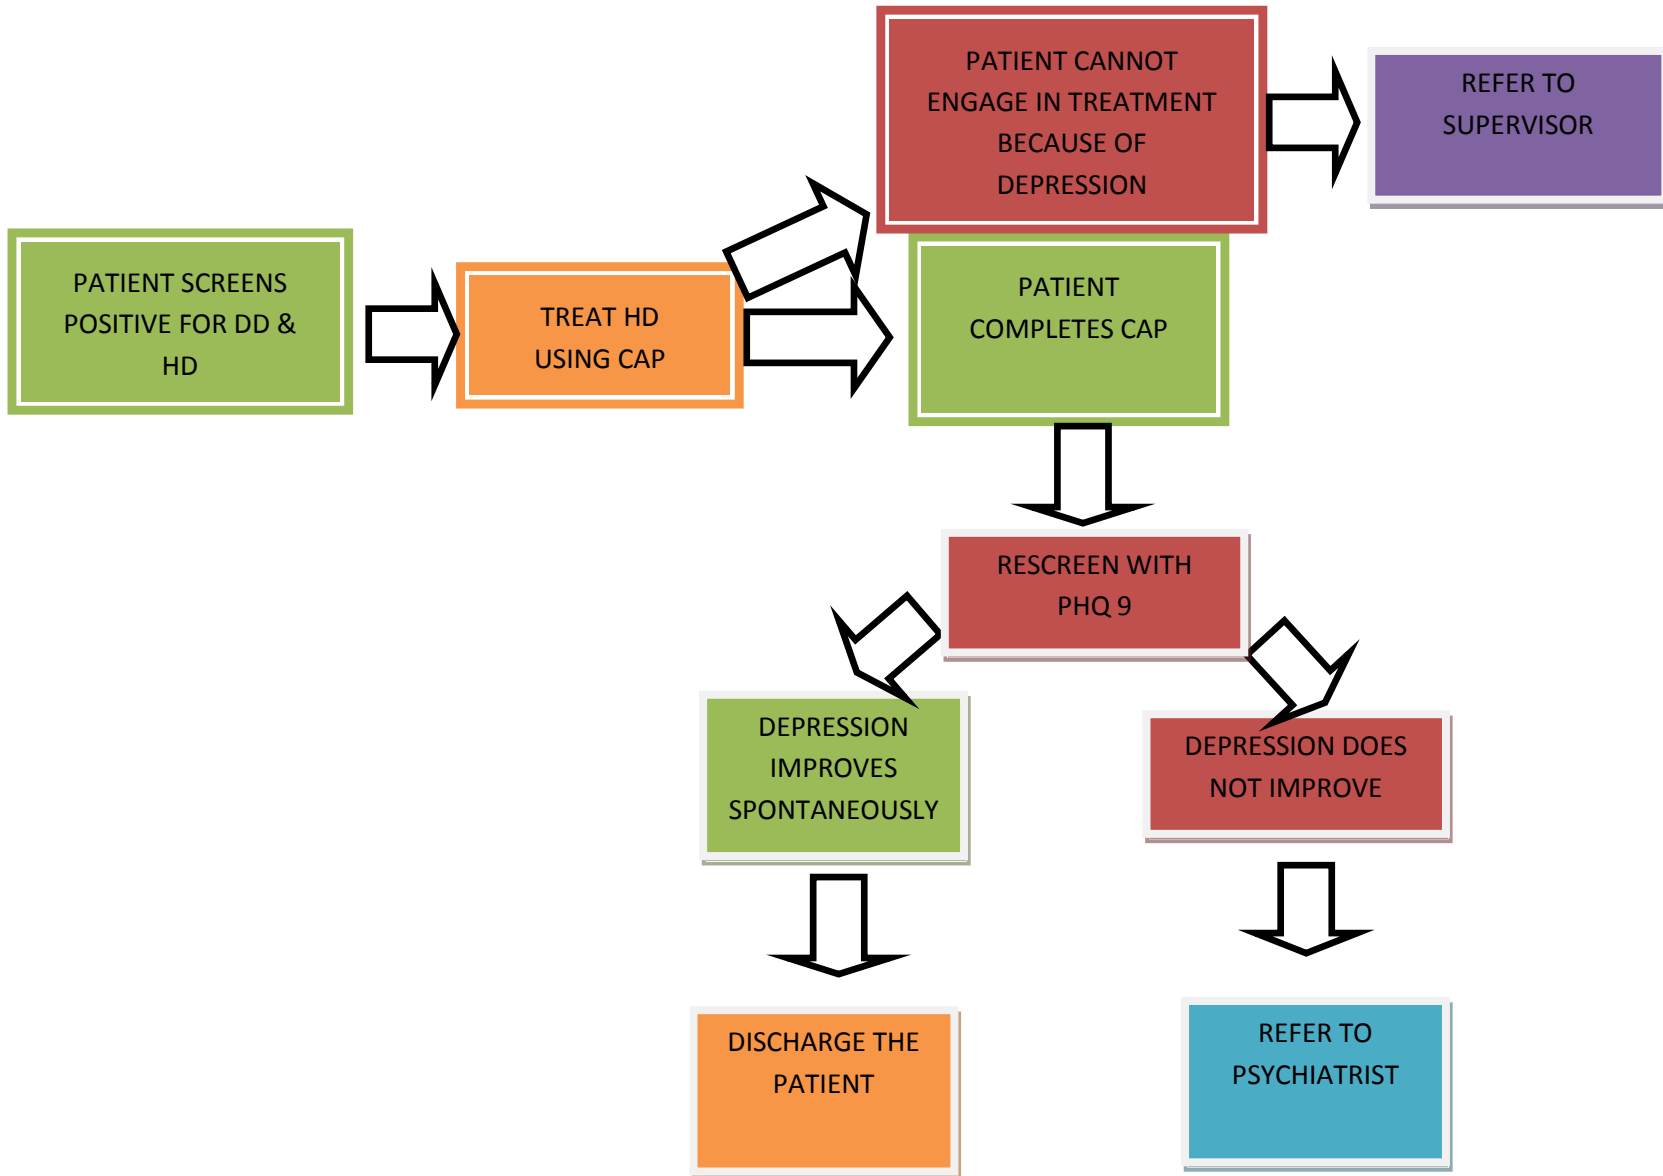 PATIENT CANNOT
ENGAGE IN TREATMENT
BECAUSE OF
DEPRESSION
REFER TO
SUPERVISOR
PATIENT SCREENS
POSITIVE FOR DD &
HD
TREAT HD
USING CAP
PATIENT
COMPLETES CAP
RESCREEN WITH
PHQ 9
DEPRESSION
IMPROVES
SPONTANEOUSLY
DEPRESSION DOES
NOT IMPROVE
DISCHARGE THE
PATIENT
REFER TO
PSYCHIATRIST